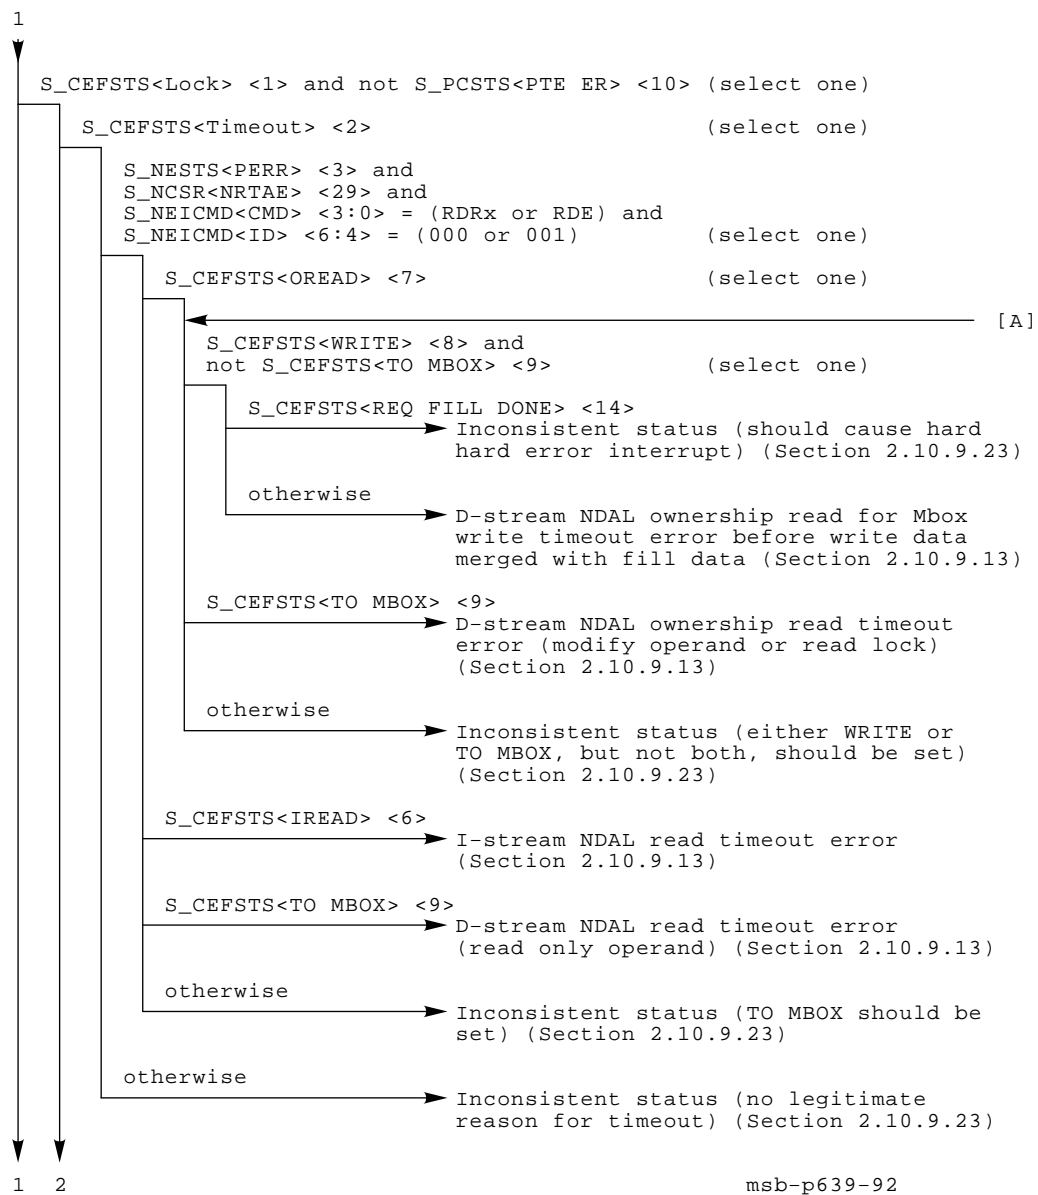 1
S_CEFSTS<Lock> <1> and not S_PCSTS<PTE ER> <10> (select one)
S_CEFSTS<Timeout> <2> (select one)
S_NESTS<PERR> <3> and
S_NCSR<NRTAE> <29> and
S_NEICMD<CMD> <3:0> = (RDRx or RDE) and
S_NEICMD<ID> <6:4> = (000 or 001) (select one)
S_CEFSTS<OREAD> <7> (select one)
[A]
S_CEFSTS<WRITE> <8> and
not S_CEFSTS<TO MBOX> <9> (select one)
S_CEFSTS<REQ FILL DONE> <14>
Inconsistent status (should cause hard
hard error interrupt) (Section 2.10.9.23)
otherwise
D-stream NDAL ownership read for Mbox
write timeout error before write data
merged with fill data (Section 2.10.9.13)
S_CEFSTS<TO MBOX> <9>
D-stream NDAL ownership read timeout
error (modify operand or read lock)
(Section 2.10.9.13)
otherwise
Inconsistent status (either WRITE or
TO MBOX, but not both, should be set)
(Section 2.10.9.23)
S_CEFSTS<IREAD> <6>
I-stream NDAL read timeout error
(Section 2.10.9.13)
S_CEFSTS<TO MBOX> <9>
D-stream NDAL read timeout error
(read only operand) (Section 2.10.9.13)
otherwise
Inconsistent status (TO MBOX should be
set) (Section 2.10.9.23)
otherwise
Inconsistent status (no legitimate
reason for timeout) (Section 2.10.9.23)
1 2 msb-p639-92